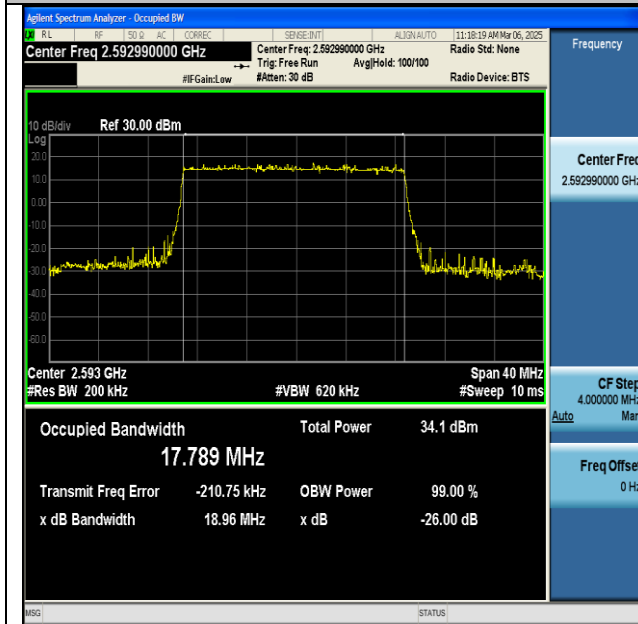 Agilent Spectrum Analyzer - Occupied BW
RL RF 50 Ω AC CORREC SENSE:INT ALIGN AUTO 11:18:19 AM Mar 06, 2025
Center Freq 2.592990000 GHz
Center Freq: 2.592990000 GHz
Radio Std: None
Trig: Free Run Avg|Hold: 100/100
#IFGain:Low
#Atten: 30 dB
Radio Device: BTS
Frequency
10 dB/div Ref 30.00 dBm
Log
20.0
10.0
0.00
-10.0
-20.0
-30.0
-40.0
-50.0
-60.0
Center Freq
2.592990000 GHz
Center 2.593 GHz
Span 40 MHz
#Res BW 200 kHz
#VBW 620 kHz
#Sweep 10 ms
CF Step
4.000000 MHz
Auto Man
Occupied Bandwidth
17.789 MHz
Total Power 34.1 dBm
Transmit Freq Error -210.75 kHz
OBW Power 99.00 %
x dB Bandwidth 18.96 MHz
x dB -26.00 dB
Freq Offset
0 Hz
MSG
STATUS